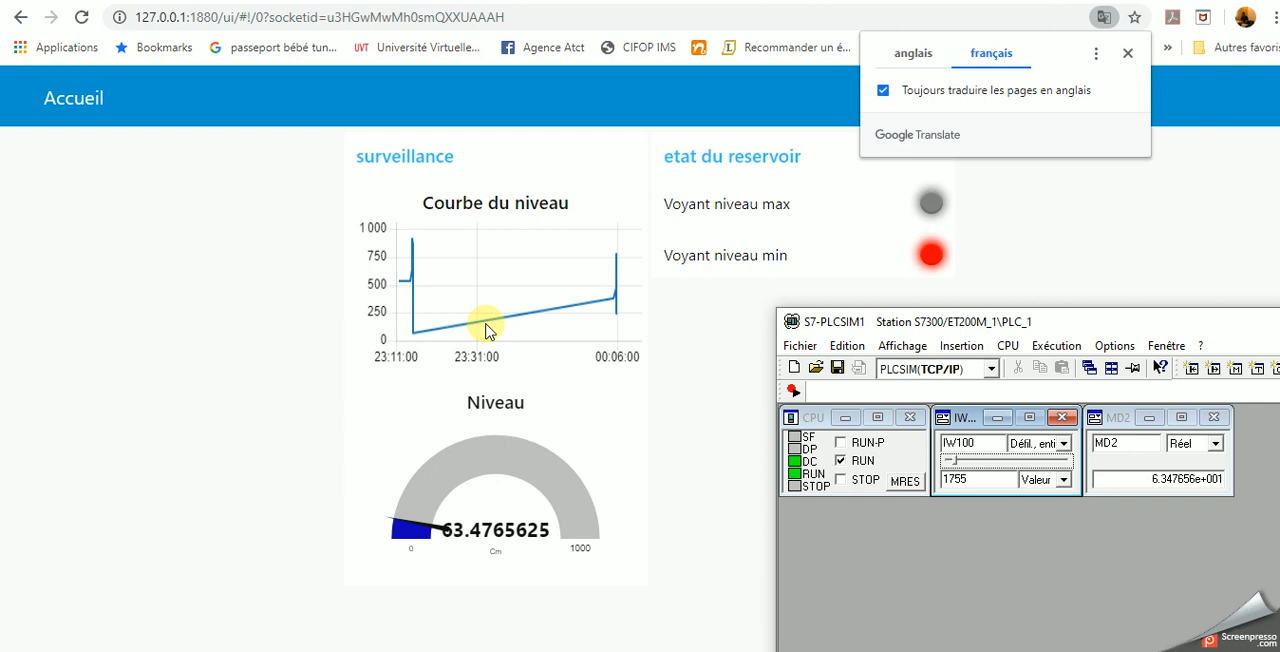 127.0.0.1:1880/ui/#!/0?socketid=u3HGwMwMh0smQXXUAAAH
Applications
Bookmarks
passeport bébé tun...
UVT Université Virtuelle...
Agence Atct
CIFOP IMS
Recommander un é...
»
Autres favoris
anglais
français
Toujours traduire les pages en anglais
Google Translate
Accueil
surveillance
Courbe du niveau
1 000
750
500
250
0
23:11:00
23:31:00
00:06:00
Niveau
63.4765625
0
Cm
1000
etat du reservoir
Voyant niveau max
Voyant niveau min
S7-PLCSIM1 Station S7300/ET200M_1\PLC_1
Fichier Edition Affichage Insertion CPU Exécution Options Fenêtre ?
PLCSIM(TCP/IP)
CPU
SF
DP
DC
RUN
STOP
RUN-P
RUN
STOP
MRES
IW...
IW100
Défil., enti
1755
Valeur
MD2
MD2
Réel
6.347656e+001
Screenpresso
.com